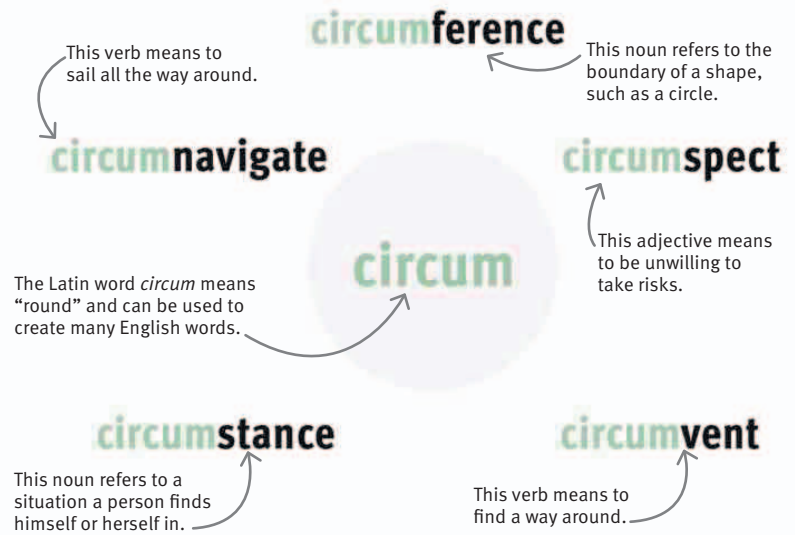 circumference
This verb means to
sail all the way around.
This noun refers to the
boundary of a shape,
such as a circle.
circumnavigate
circumspect
circum
This adjective means
to be unwilling to
take risks.
The Latin word circum means
“round” and can be used to
create many English words.
circumstance
circumvent
This noun refers to a
situation a person finds
himself or herself in.
This verb means to
find a way around.